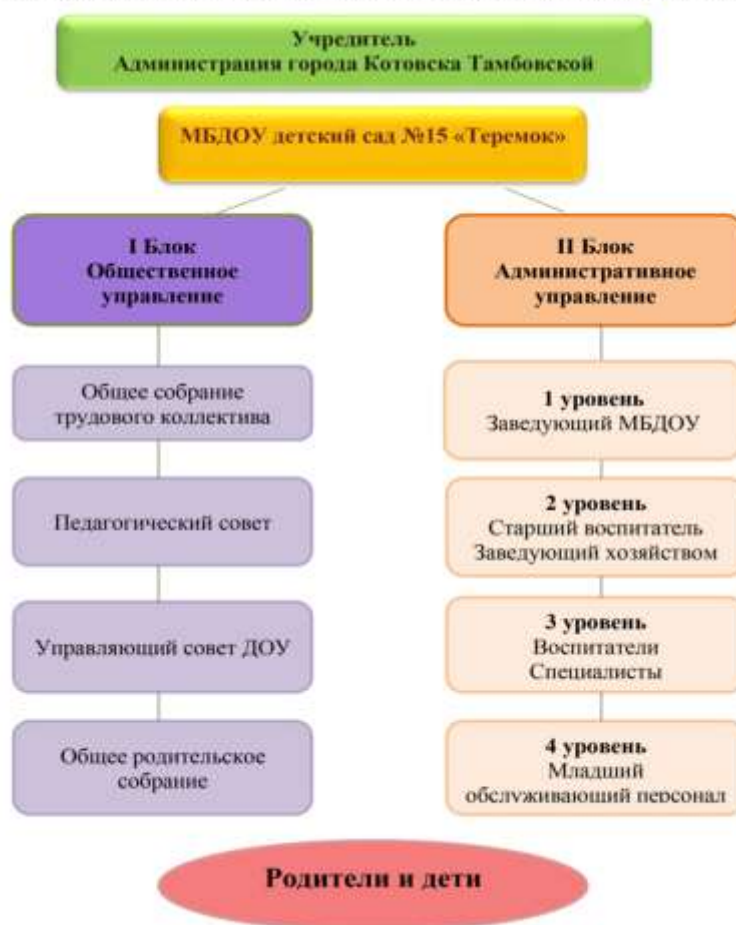 Учредитель
Администрация города Котовска Тамбовской
МБДОУ детский сад №15 «Теремок»
I Блок
Общественное
управление
II Блок
Административное
управление
Общее собрание
трудового коллектива
Педагогический совет
Управляющий совет ДОУ
Общее родительское
собрание
1 уровень
Заведующий МБДОУ
2 уровень
Старший воспитатель
Заведующий хозяйством
3 уровень
Воспитатели
Специалисты
4 уровень
Младший
обслуживающий персонал
Родители и дети